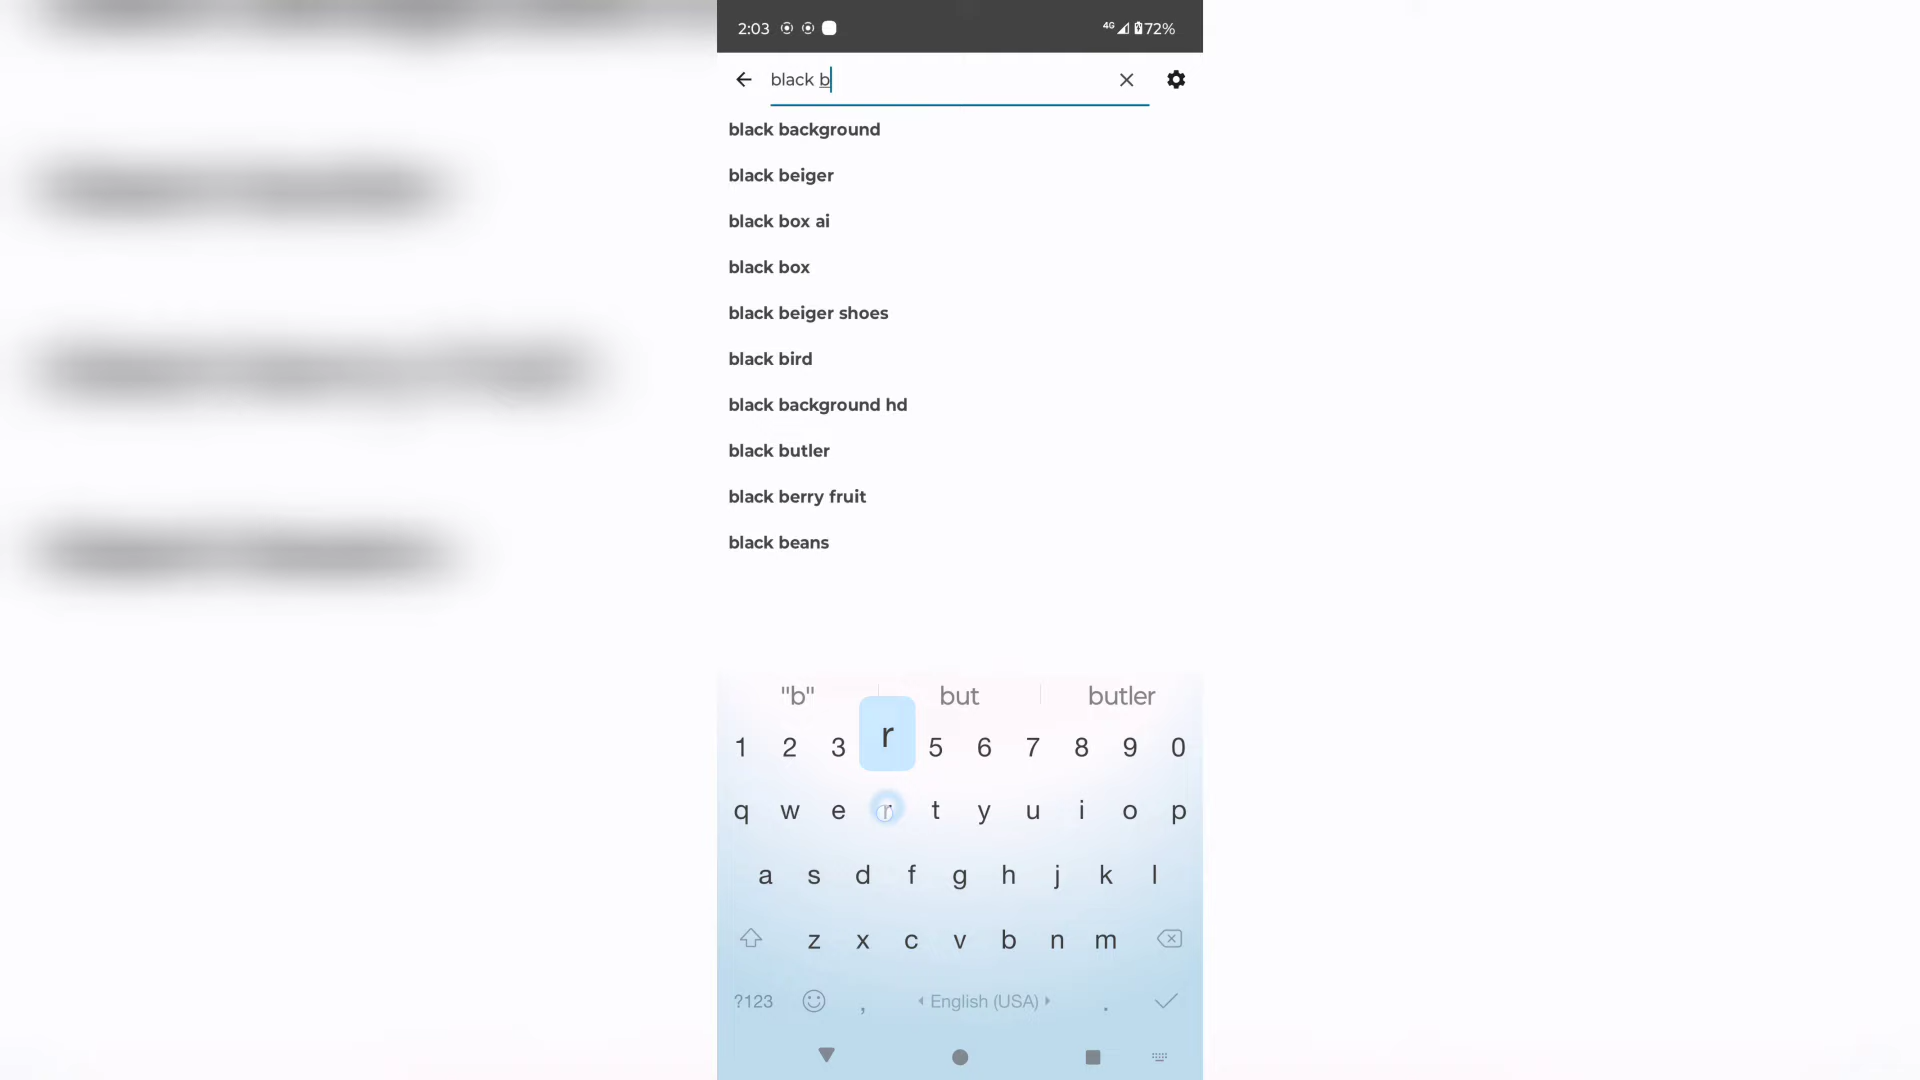 2:03 4G 72%
black b
black background
black beiger
black box ai
black box
black beiger shoes
black bird
black background hd
black butler
black berry fruit
black beans
"b" but butler
r
1 2 3 5 6 7 8 9 0
q w e r t y u i o p
a s d f g h j k l
z x c v b n m
?123 , English (USA) .